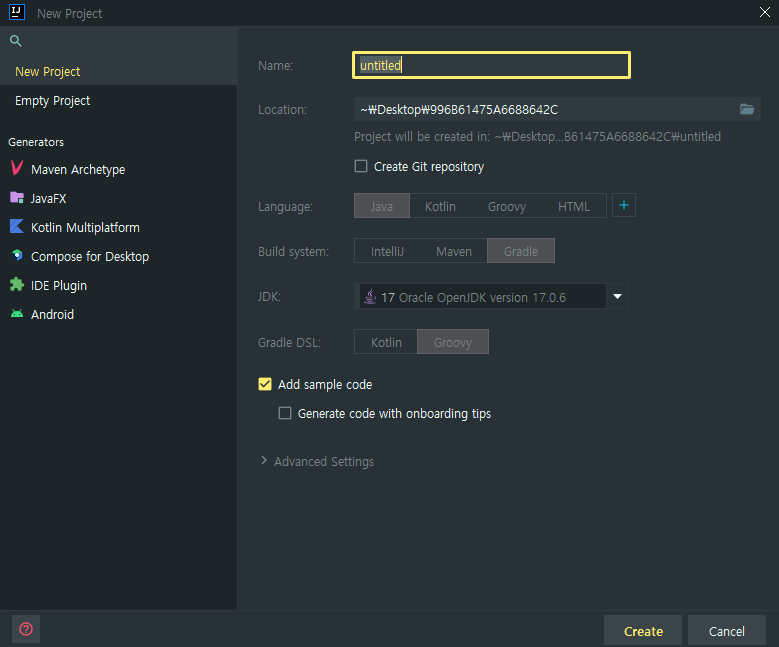 IJ New Project
New Project
Empty Project
Generators
Maven Archetype
JavaFX
Kotlin Multiplatform
Compose for Desktop
IDE Plugin
Android
Name: untitled
Location: ~₩Desktop₩996B61475A6688642C
Project will be created in: ~₩Desktop...B61475A6688642C₩untitled
Create Git repository
Language: Java Kotlin Groovy HTML +
Build system: IntelliJ Maven Gradle
JDK: 17 Oracle OpenJDK version 17.0.6
Gradle DSL: Kotlin Groovy
Add sample code
Generate code with onboarding tips
Advanced Settings
? Create Cancel